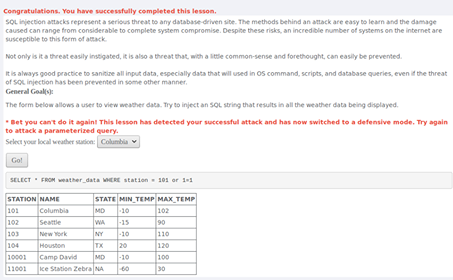 Congratulations. You have successfully completed this lesson.
SQL injection attacks represent a serious threat to any database-driven site. The methods behind an attack are easy to learn and the damage
caused can range from considerable to complete system compromise. Despite these risks, an incredible number of systems on the internet are
susceptible to this form of attack.
Not only is it a threat easily instigated, it is also a threat that, with a little common-sense and forethought, can easily be prevented.
It is always good practice to sanitize all input data, especially data that will used in OS command, scripts, and database queries, even if the threat
of SQL injection has been prevented in some other manner.
General Goal(s):
The form below allows a user to view weather data. Try to inject an SQL string that results in all the weather data being displayed.
* Bet you can't do it again! This lesson has detected your successful attack and has now switched to a defensive mode. Try again
to attack a parameterized query.
Select your local weather station: Columbia
Go!
SELECT * FROM weather_data WHERE station = 101 or 1=1
STATION NAME STATE MIN_TEMP MAX_TEMP
101 Columbia MD -10 102
102 Seattle WA -15 90
103 New York NY -10 110
104 Houston TX 20 120
10001 Camp David MD -10 100
11001 Ice Station Zebra NA -60 30